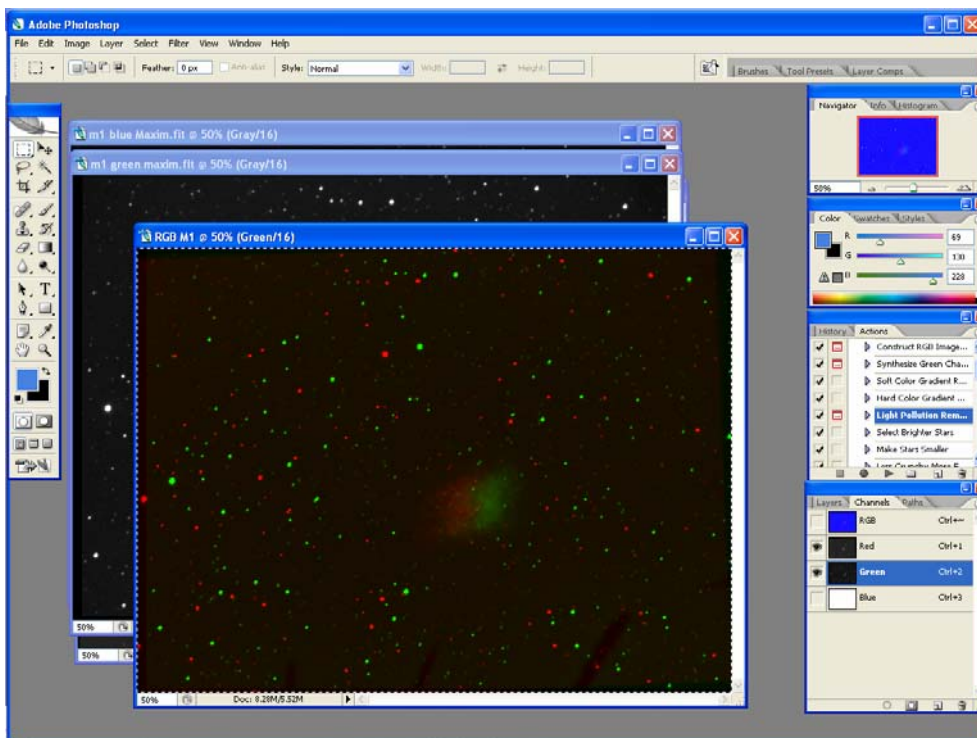 Adobe Photoshop
File Edit Image Layer Select Filter View Window Help
Feather: 0 px Anti-alias Style: Normal Width: Height: Brushes Tool Presets Layer Comps
Navigator Info Histogram
m1 blue Maxim.fit @ 50% (Gray/16)
m1 green maxim.fit @ 50% (Gray/16)
50%
Color Swatches Styles
R 69
G 130
B 228
RGB M1 @ 50% (Green/16)
History Actions
Construct RGB Image...
Synthesize Green Cha...
Soft Color Gradient R...
Hard Color Gradient ...
Light Pollution Rem...
Select Brighter Stars
Make Stars Smaller
Less Crunchy More F...
Layers Channels Paths
RGB Ctrl+~
Red Ctrl+1
Green Ctrl+2
Blue Ctrl+3
50%
50%
50% Doc: 8.28M/5.52M